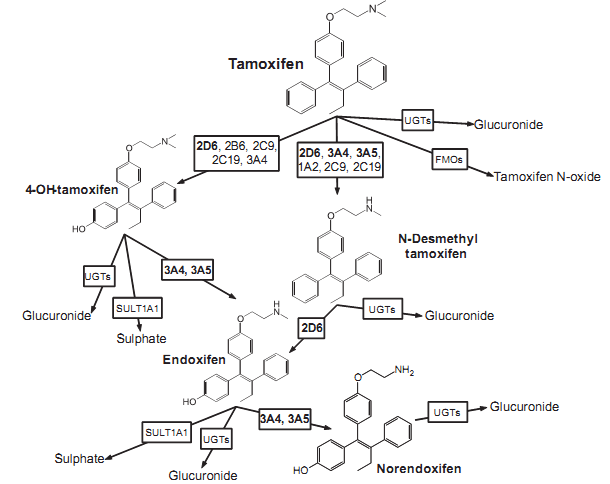 O
N
Tamoxifen
UGTs
Glucuronide
2D6, 2B6, 2C9,
2C19, 3A4
2D6, 3A4, 3A5,
1A2, 2C9, 2C19
FMOs
Tamoxifen N-oxide
O
N
4-OH-tamoxifen
HO
O
H
N
N-Desmethyl
tamoxifen
UGTs
3A4, 3A5
SULT1A1
Glucuronide
Sulphate
2D6
UGTs
Glucuronide
O
H
N
Endoxifen
HO
O
NH2
SULT1A1
UGTs
3A4, 3A5
UGTs
Glucuronide
Sulphate
Glucuronide
HO
Norendoxifen